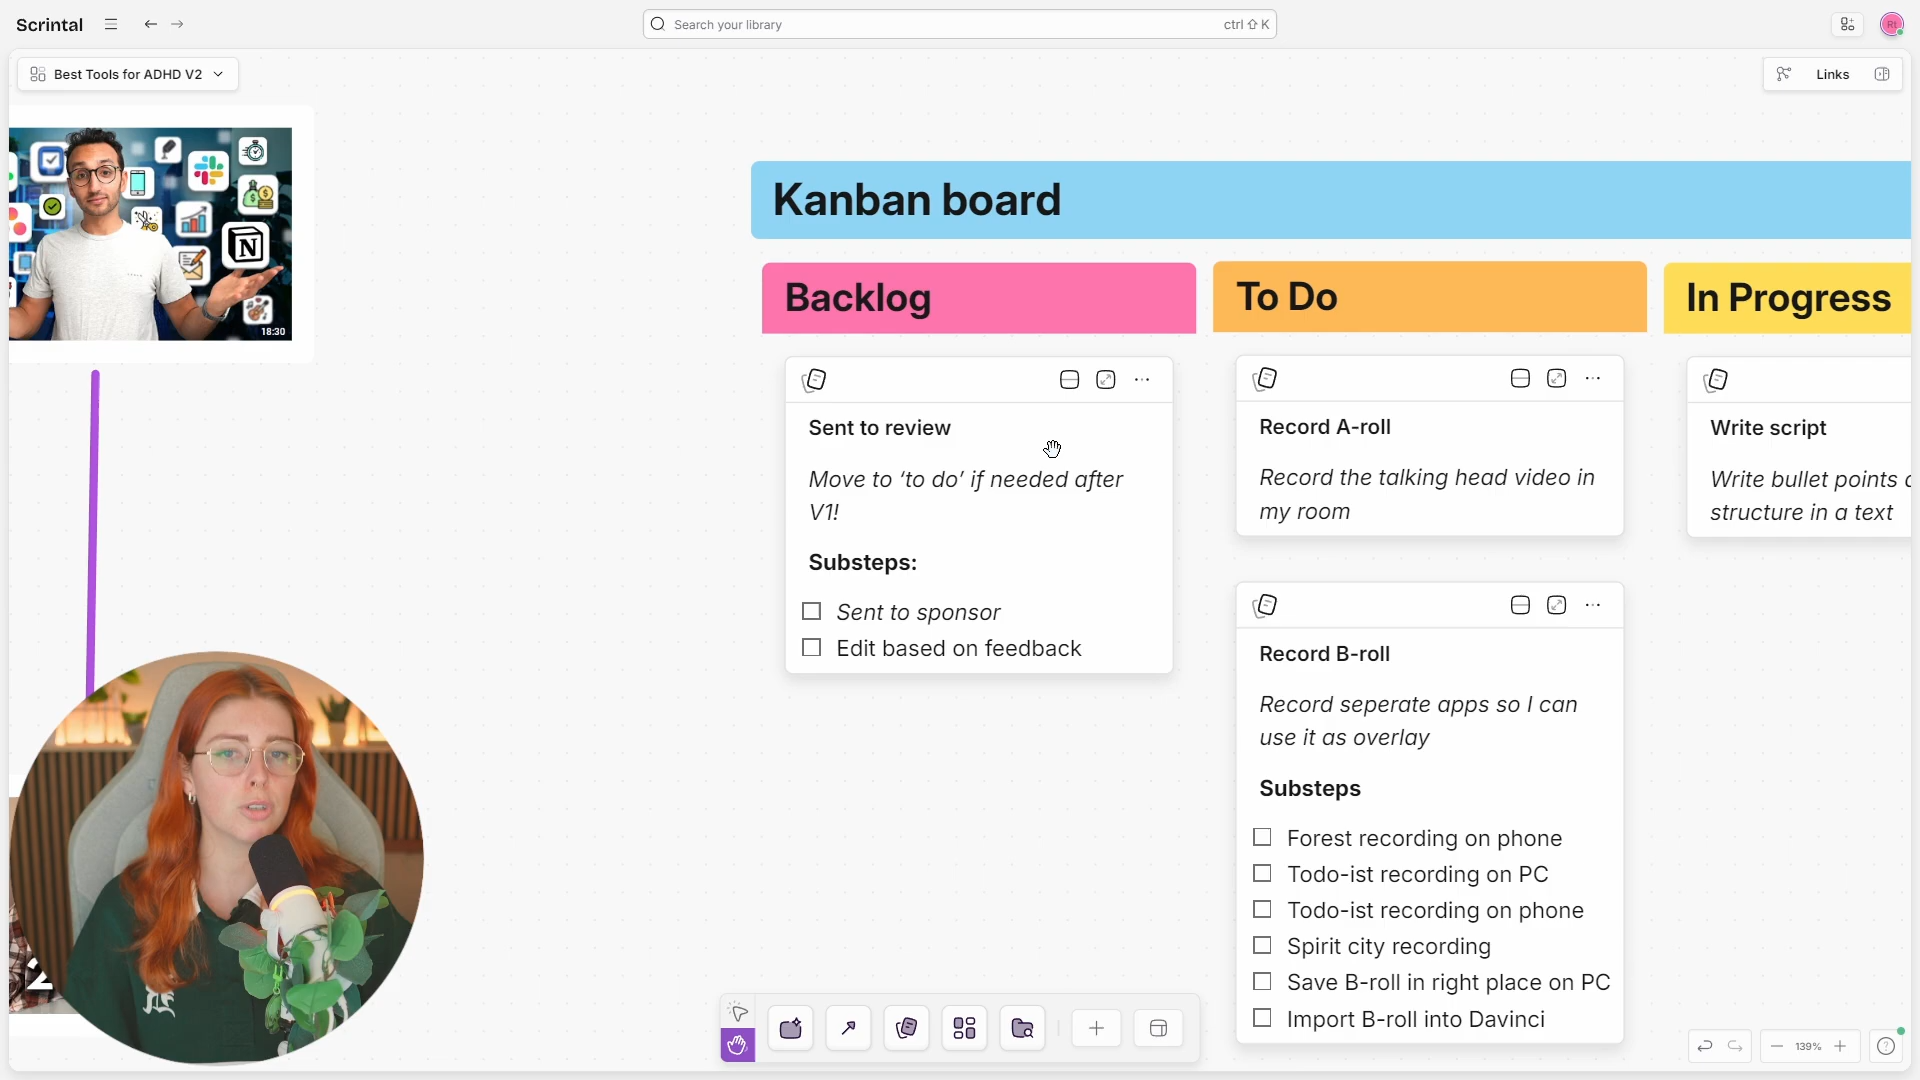 Scrintal
Search your library
ctrl ⇧ K
Best Tools for ADHD V2
Links
18:30
Kanban board
Backlog
To Do
In Progress
Sent to review
Move to ‘to do’ if needed after
V1!
Substeps:
Sent to sponsor
Edit based on feedback
Record A-roll
Record the talking head video in
my room
Record B-roll
Record seperate apps so I can
use it as overlay
Substeps
Forest recording on phone
Todo-ist recording on PC
Todo-ist recording on phone
Spirit city recording
Save B-roll in right place on PC
Import B-roll into Davinci
Write script
Write bullet points
structure in a text
139%